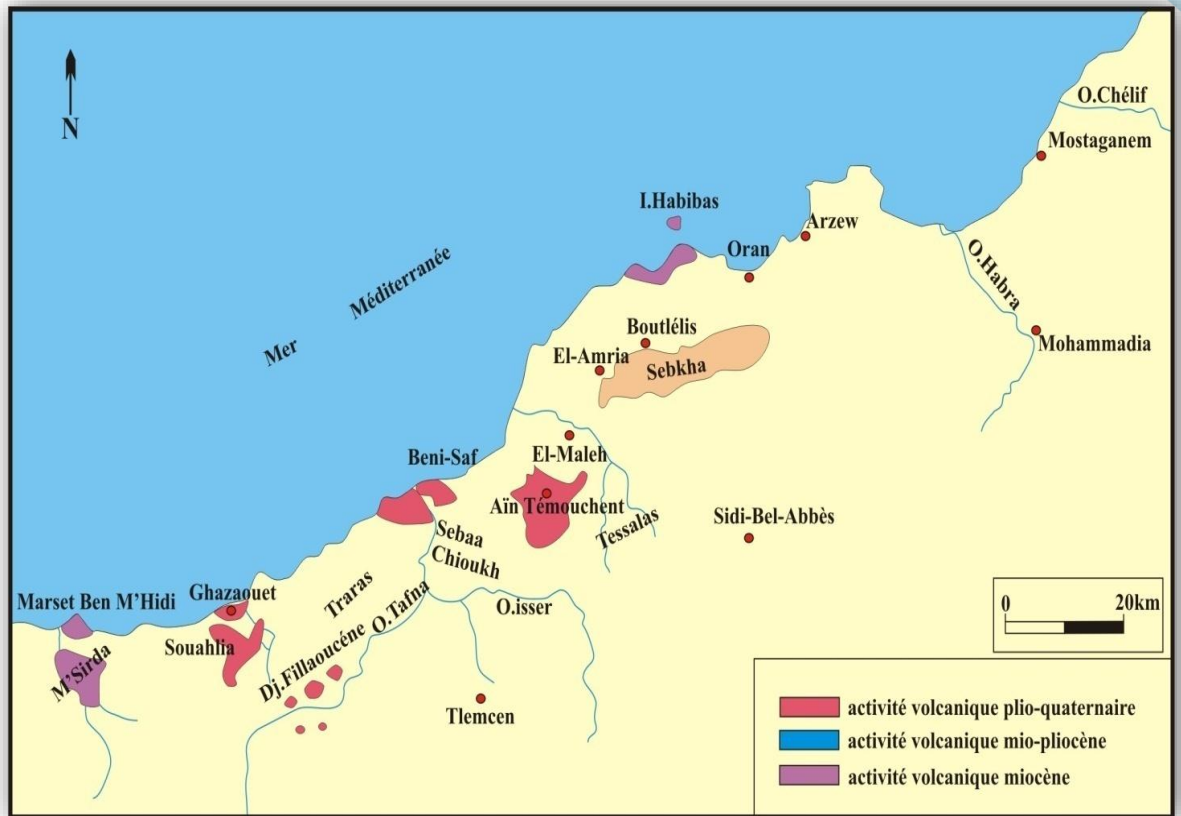 O.Chélif
N
Mostaganem
I.Habibas
Arzew
Oran
Mer Méditerranée
O.Habra
Boutlélis
Mohammadia
El-Amria
Sebkha
El-Maleh
Beni-Saf
Aïn Témouchent
Tessalas
Sidi-Bel-Abbès
Sebaa
Chioukh
Marset Ben M’Hidi
Ghazaouet
Traras
O.Tafna
O.isser
0 20km
Souahlia
M’Sirda
Dj.Fillaoucéne
Tlemcen
activité volcanique plio-quaternaire
activité volcanique mio-pliocène
activité volcanique miocène